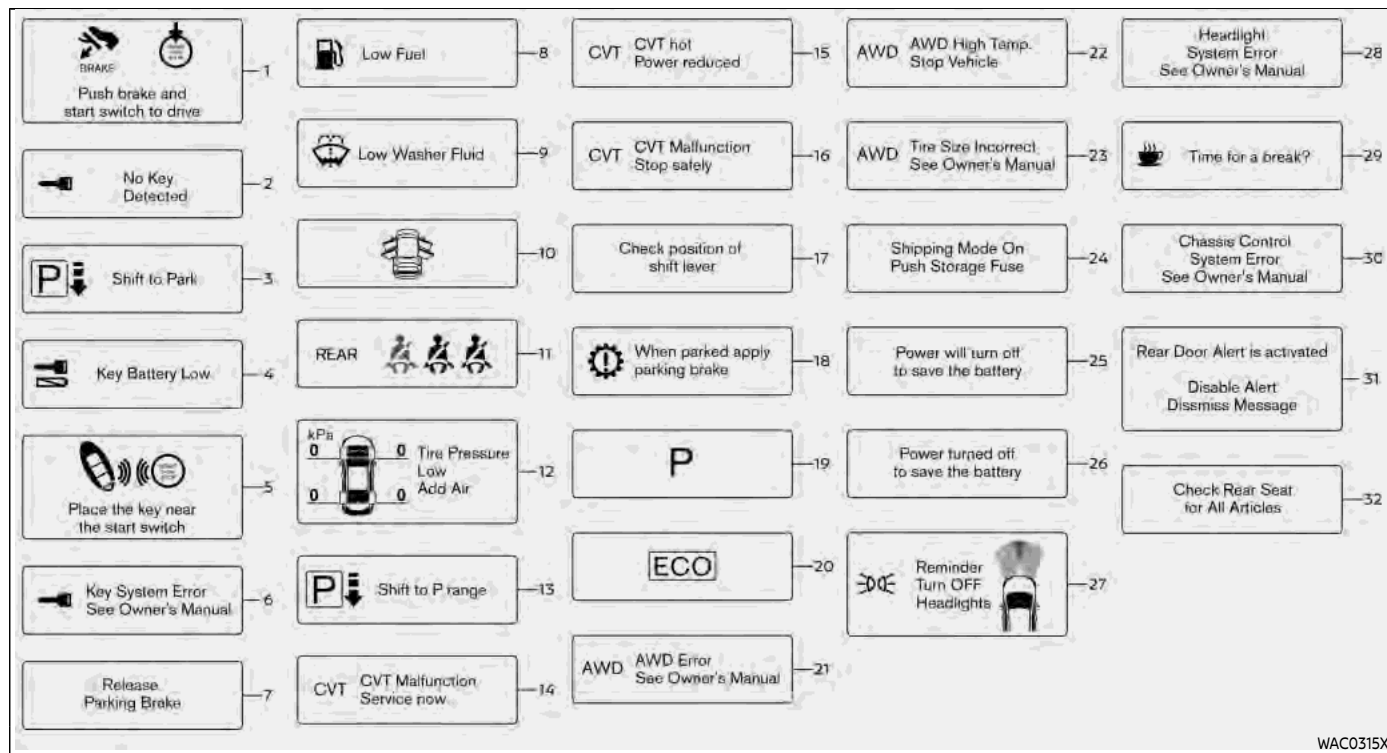 BRAKE
Push brake and
start switch to drive
1
No Key
Detected
2
P
Shift to Park
3
Key Battery Low
4
Place the key near
the start switch
5
Key System Error
See Owner's Manual
6
Release
Parking Brake
7
Low Fuel
8
Low Washer Fluid
9
10
REAR
11
kPa
0 0
Tire Pressure
Low
Add Air
0 0
12
P
Shift to P range
13
CVT
CVT Malfunction
Service now
14
CVT
CVT hot
Power reduced
15
CVT
CVT Malfunction
Stop safely
16
Check position of
shift lever
17
When parked apply
parking brake
18
P
19
ECO
20
AWD
AWD Error
See Owner's Manual
21
AWD
AWD High Temp.
Stop Vehicle
22
AWD
Tire Size Incorrect
See Owner's Manual
23
Shipping Mode On
Push Storage Fuse
24
Power will turn off
to save the battery
25
Power turned off
to save the battery
26
Reminder
Turn OFF
Headlights
27
Headlight
System Error
See Owner's Manual
28
Time for a break?
29
Chassis Control
System Error
See Owner's Manual
30
Rear Door Alert is activated
Disable Alert
Dissmiss Message
31
Check Rear Seat
for All Articles
32
WAC0315X